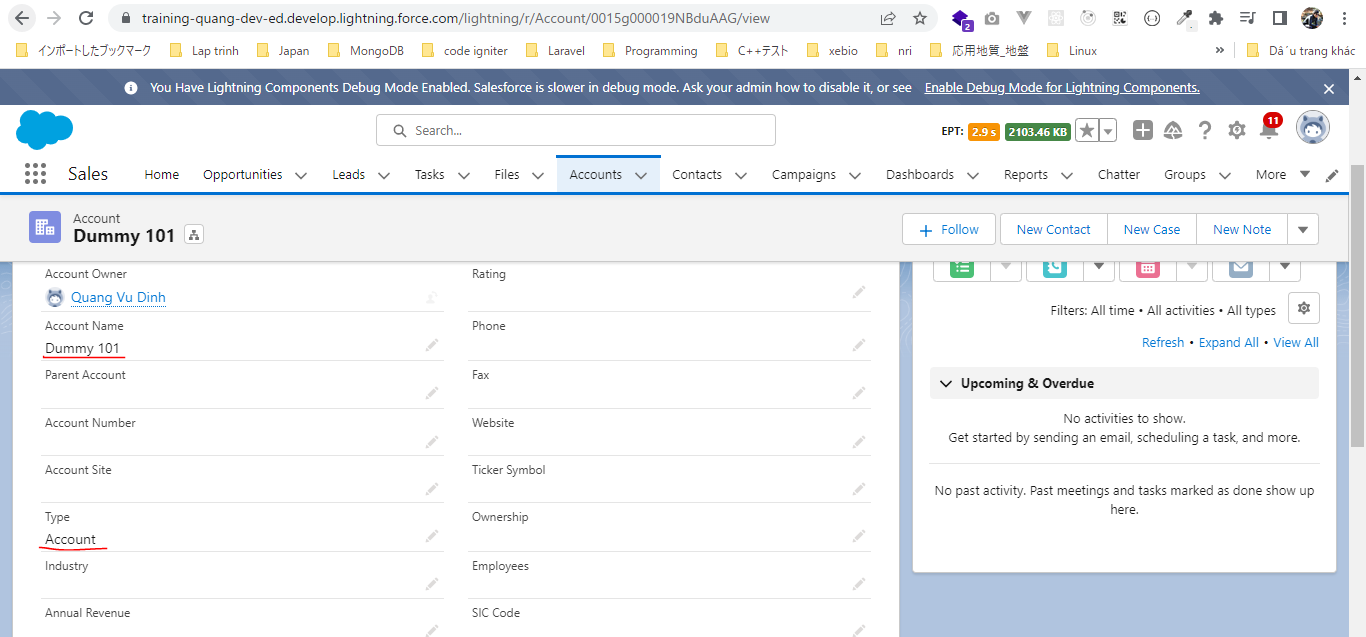 training-quang-dev-ed.develop.lightning.force.com/lightning/r/Account/0015g000019NBduAAG/view
2
インポートしたブックマーク Lap trinh Japan MongoDB code igniter Laravel Programming C++テスト xebio nri 応用地質_地盤 Linux » Dấu trang khác
You Have Lightning Components Debug Mode Enabled. Salesforce is slower in debug mode. Ask your admin how to disable it, or see Enable Debug Mode for Lightning Components.
Search...
EPT: 2.9 s 2103.46 KB
11
Sales Home Opportunities Leads Tasks Files Accounts Contacts Campaigns Dashboards Reports Chatter Groups More
Account
Dummy 101
Follow New Contact New Case New Note
Account Owner
Quang Vu Dinh
Rating
Account Name
Dummy 101
Phone
Parent Account
Fax
Account Number
Website
Account Site
Ticker Symbol
Type
Account
Ownership
Industry
Employees
Annual Revenue
SIC Code
Filters: All time • All activities • All types
Refresh • Expand All • View All
Upcoming & Overdue
No activities to show.
Get started by sending an email, scheduling a task, and more.
No past activity. Past meetings and tasks marked as done show up
here.